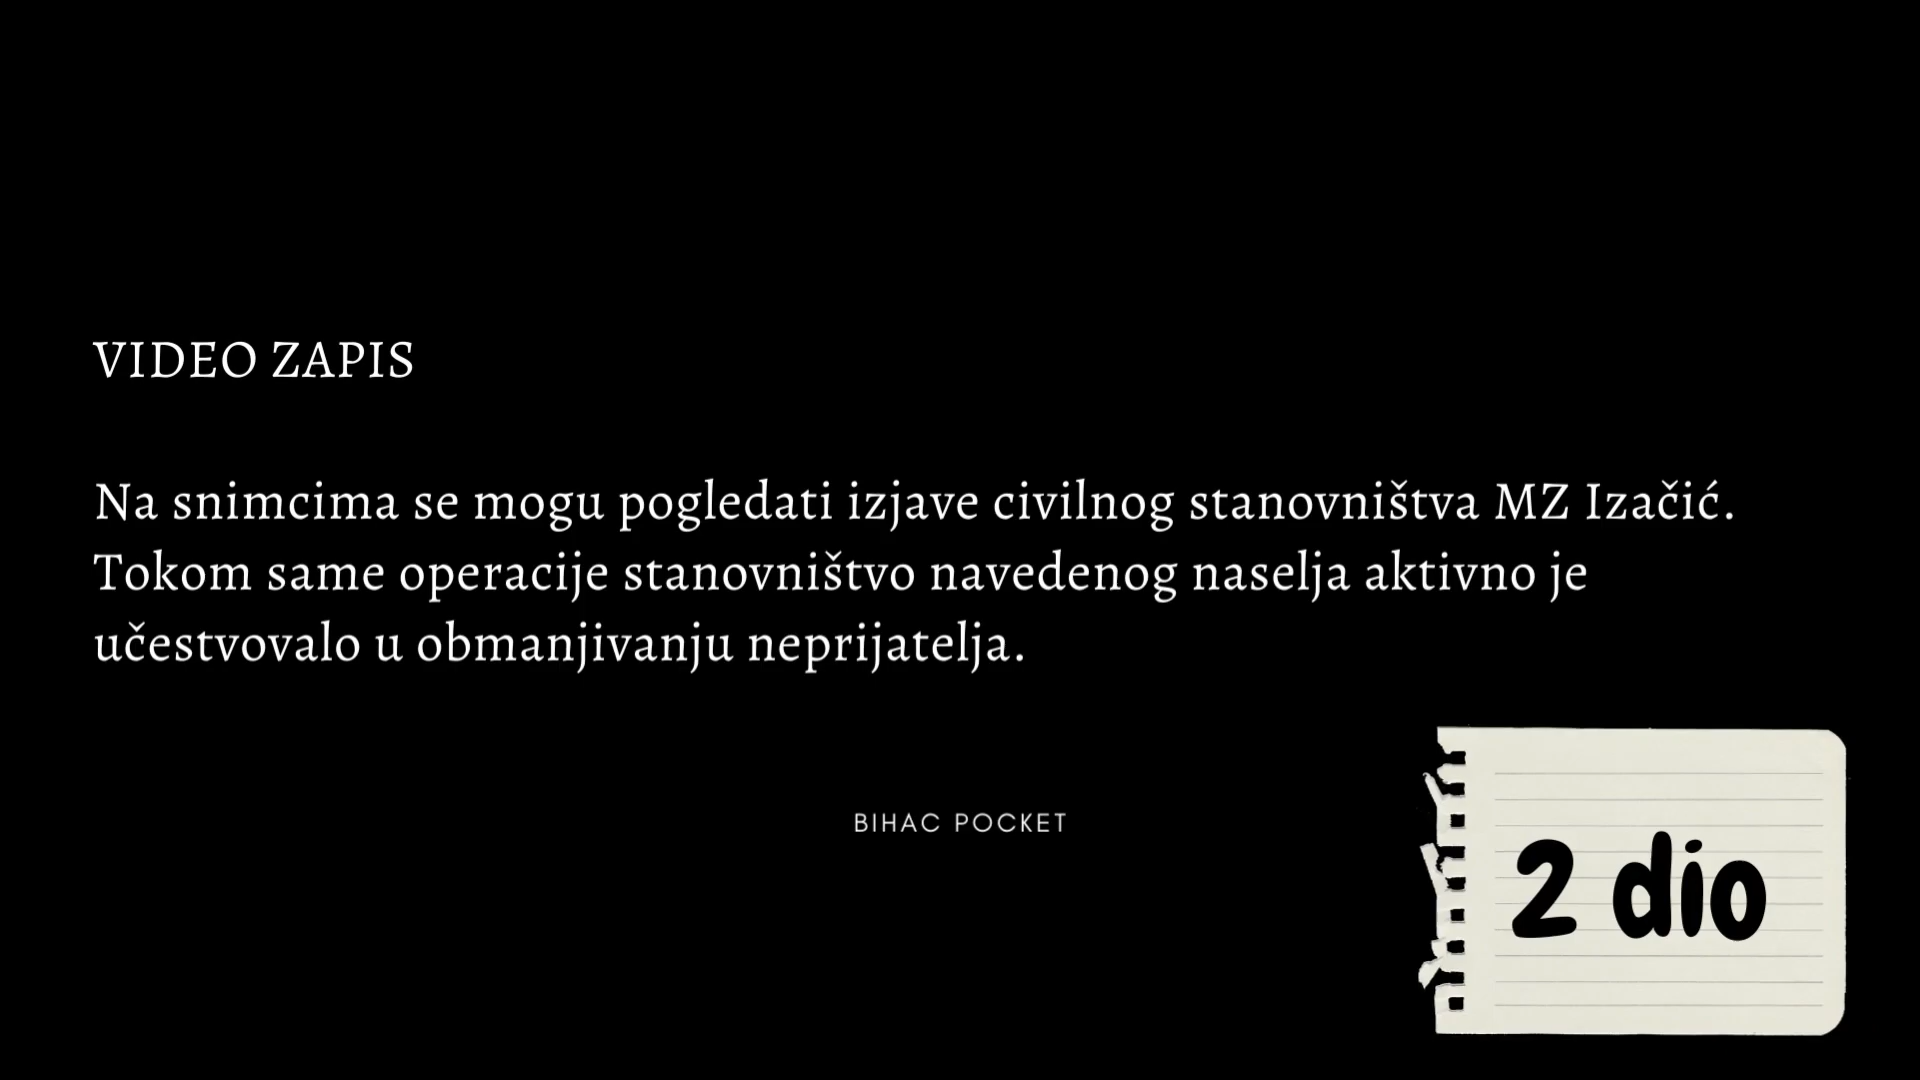 VIDEO ZAPIS
Na snimcima se mogu pogledati izjave civilnog stanovništva MZ Izačić.
Tokom same operacije stanovništvo navedenog naselja aktivno je
učestvovalo u obmanjivanju neprijatelja.
BIHAC POCKET
2 dio